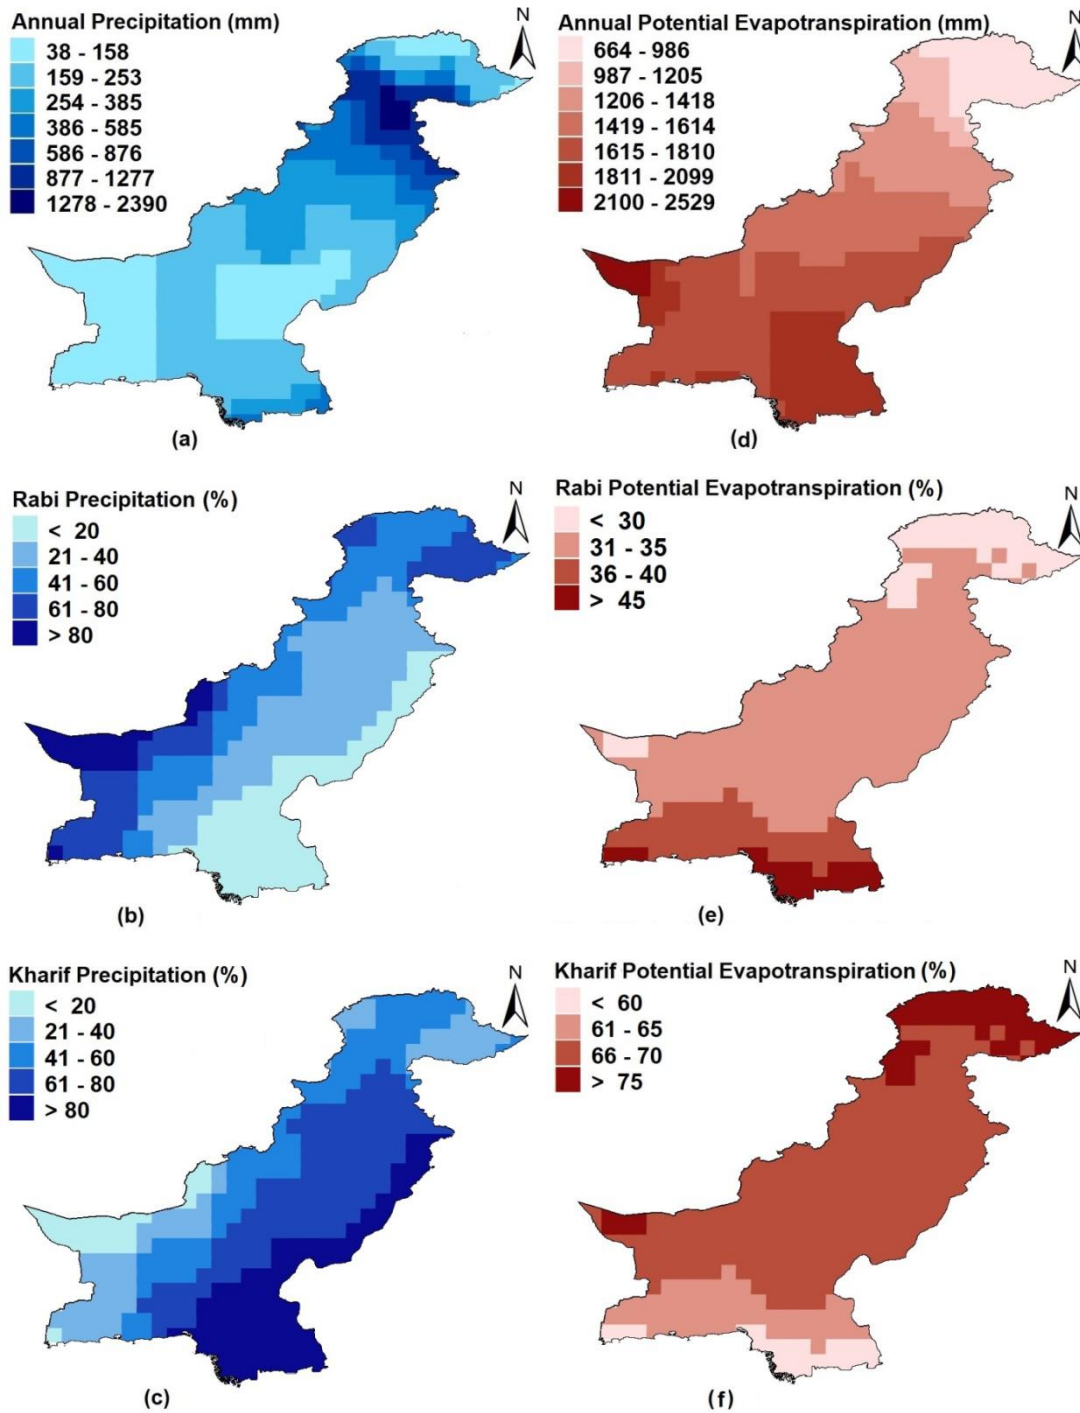 Annual Precipitation (mm)
38 - 158
159 - 253
254 - 385
386 - 585
586 - 876
877 - 1277
1278 - 2390
N
(a)
Annual Potential Evapotranspiration (mm)
664 - 986
987 - 1205
1206 - 1418
1419 - 1614
1615 - 1810
1811 - 2099
2100 - 2529
N
(d)
Rabi Precipitation (%)
< 20
21 - 40
41 - 60
61 - 80
> 80
N
(b)
Rabi Potential Evapotranspiration (%)
< 30
31 - 35
36 - 40
> 45
N
(e)
Kharif Precipitation (%)
< 20
21 - 40
41 - 60
61 - 80
> 80
N
(c)
Kharif Potential Evapotranspiration (%)
< 60
61 - 65
66 - 70
> 75
N
(f)